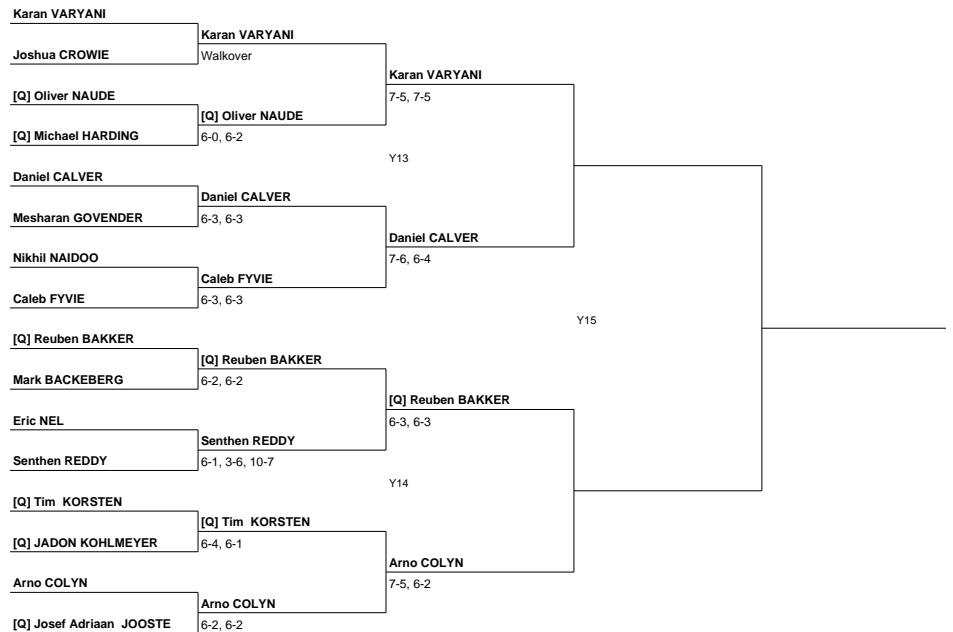 Karan VARYANI
Karan VARYANI
Joshua CROWIE
Walkover
Karan VARYANI
[Q] Oliver NAUDE
7-5, 7-5
[Q] Oliver NAUDE
[Q] Michael HARDING
6-0, 6-2
Y13
Daniel CALVER
Daniel CALVER
Mesharan GOVENDER
6-3, 6-3
Daniel CALVER
Nikhil NAIDOO
7-6, 6-4
Caleb FYVIE
Caleb FYVIE
6-3, 6-3
Y15
[Q] Reuben BAKKER
[Q] Reuben BAKKER
Mark BACKEBERG
6-2, 6-2
[Q] Reuben BAKKER
Eric NEL
6-3, 6-3
Senthen REDDY
Senthen REDDY
6-1, 3-6, 10-7
Y14
[Q] Tim  KORSTEN
[Q] Tim  KORSTEN
[Q] JADON KOHLMEYER
6-4, 6-1
Arno COLYN
Arno COLYN
7-5, 6-2
Arno COLYN
[Q] Josef Adriaan  JOOSTE
6-2, 6-2